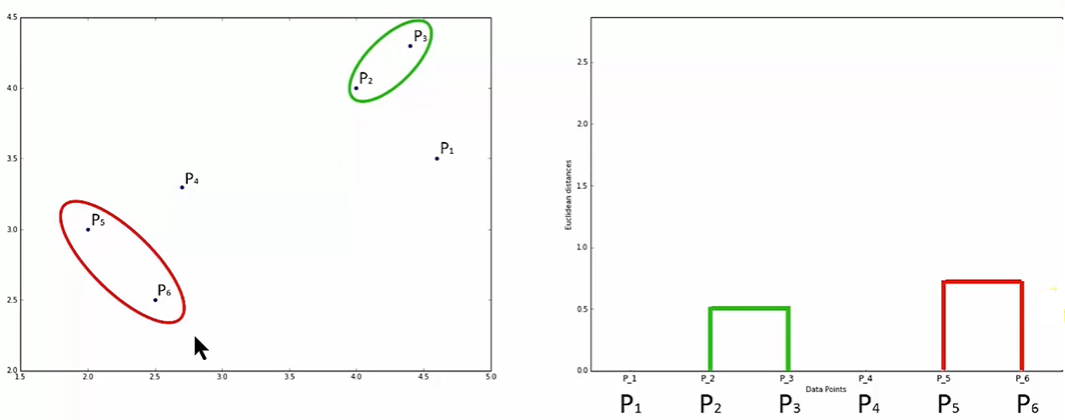 4.5
4.0
3.5
3.0
2.5
2.0
1.5 2.0 2.5 3.0 3.5 4.0 4.5 5.0
P₃
P₂
P₁
P₄
P₅
P₆
Euclidean distances
2.5
2.0
1.5
1.0
0.5
0.0
P_1 P_2 P_3 P_4 P_5 P_6
Data Points
P₁ P₂ P₃ P₄ P₅ P₆